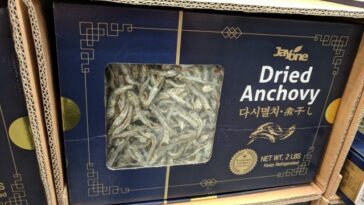 Jayone
Dried
Anchovy
다시멸치·煮干し
NET WT. 2 LBS
Keep Refrigerated